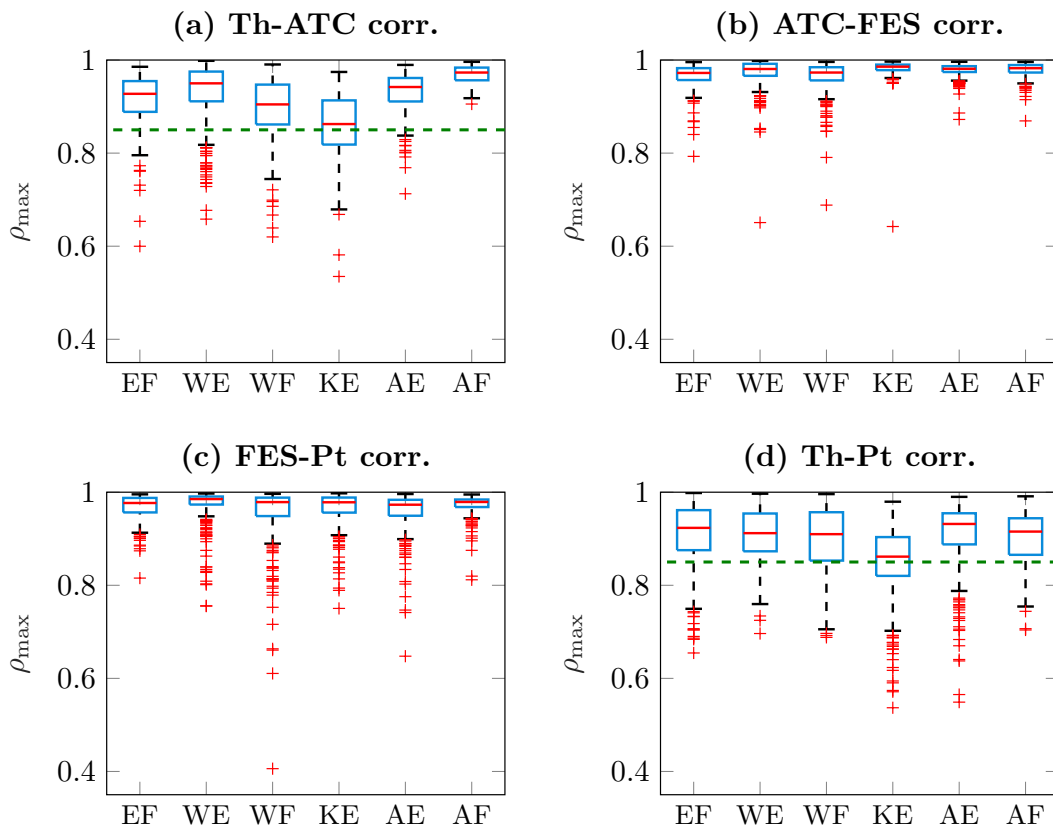 (a) Th-ATC corr.
1
0.8
0.6
0.4
ρmax
EF WE WF KE AE AF
(b) ATC-FES corr.
1
0.8
0.6
0.4
ρmax
EF WE WF KE AE AF
(c) FES-Pt corr.
1
0.8
0.6
0.4
ρmax
EF WE WF KE AE AF
(d) Th-Pt corr.
1
0.8
0.6
0.4
ρmax
EF WE WF KE AE AF